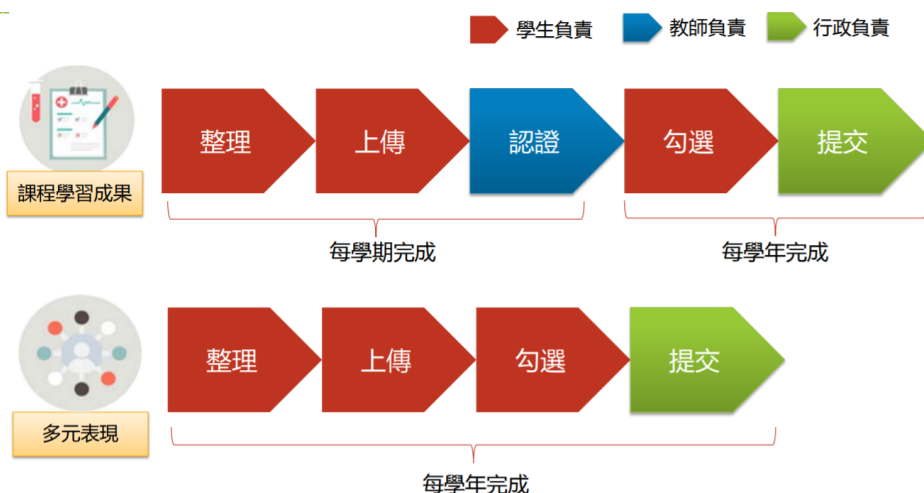 學生負責 教師負責 行政負責
整理 上傳 認證 勾選 提交
課程學習成果
每學期完成 每學年完成
整理 上傳 勾選 提交
多元表現
每學年完成